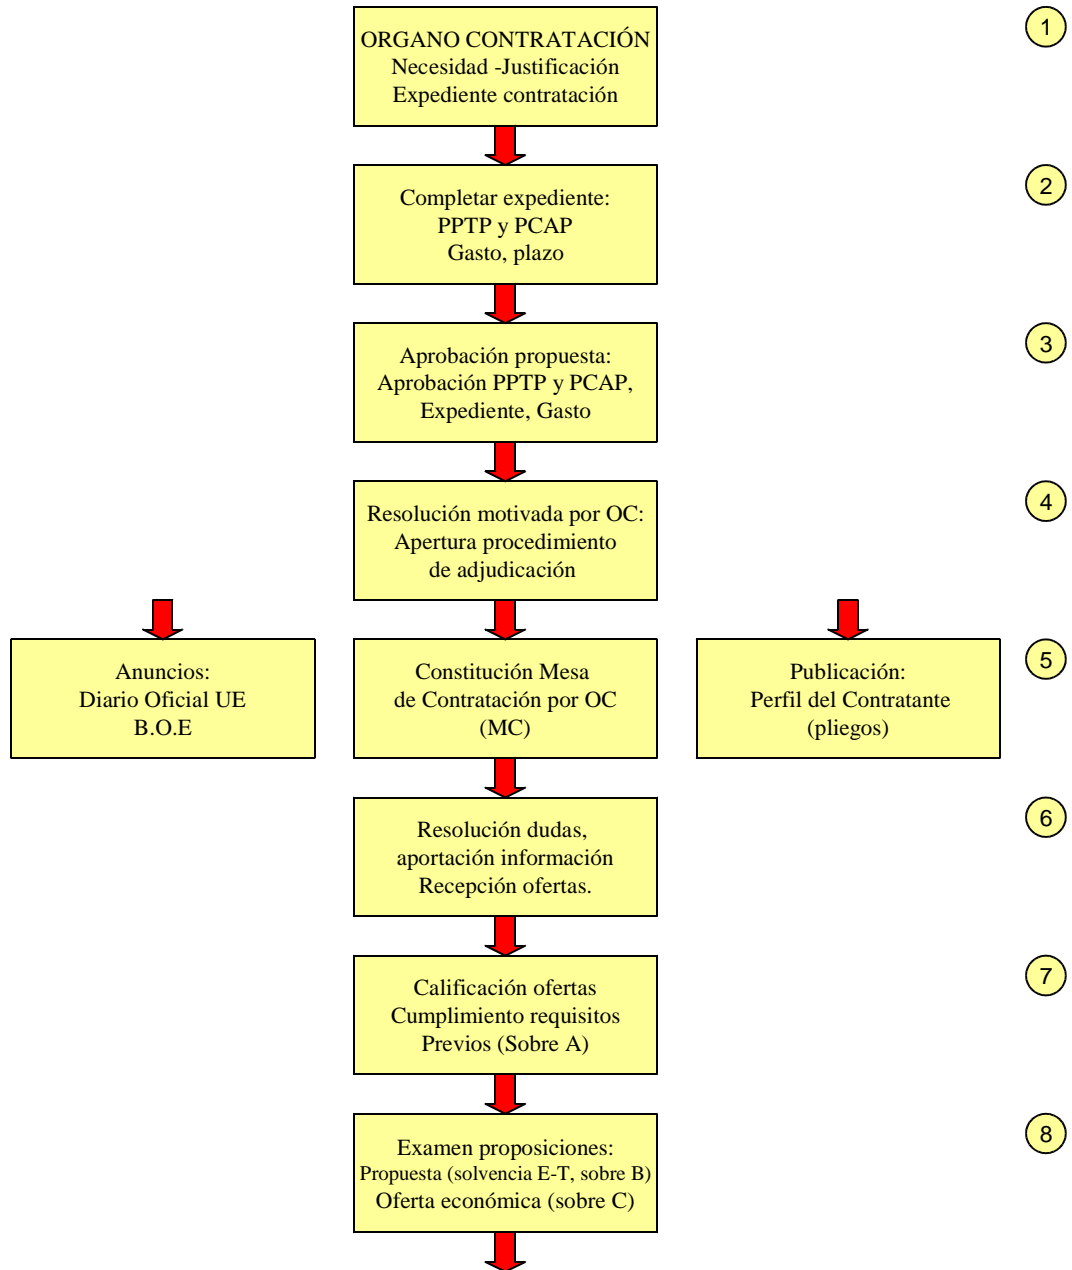 ORGANO CONTRATACIÓN
Necesidad -Justificación
Expediente contratación
1
Completar expediente:
PPTP y PCAP
Gasto, plazo
2
Aprobación propuesta:
Aprobación PPTP y PCAP,
Expediente, Gasto
3
Resolución motivada por OC:
Apertura procedimiento
de adjudicación
4
Anuncios:
Diario Oficial UE
B.O.E
Constitución Mesa
de Contratación por OC
(MC)
Publicación:
Perfil del Contratante
(pliegos)
5
Resolución dudas,
aportación información
Recepción ofertas.
6
Calificación ofertas
Cumplimiento requisitos
Previos (Sobre A)
7
Examen proposiciones:
Propuesta (solvencia E-T, sobre B)
Oferta económica (sobre C)
8